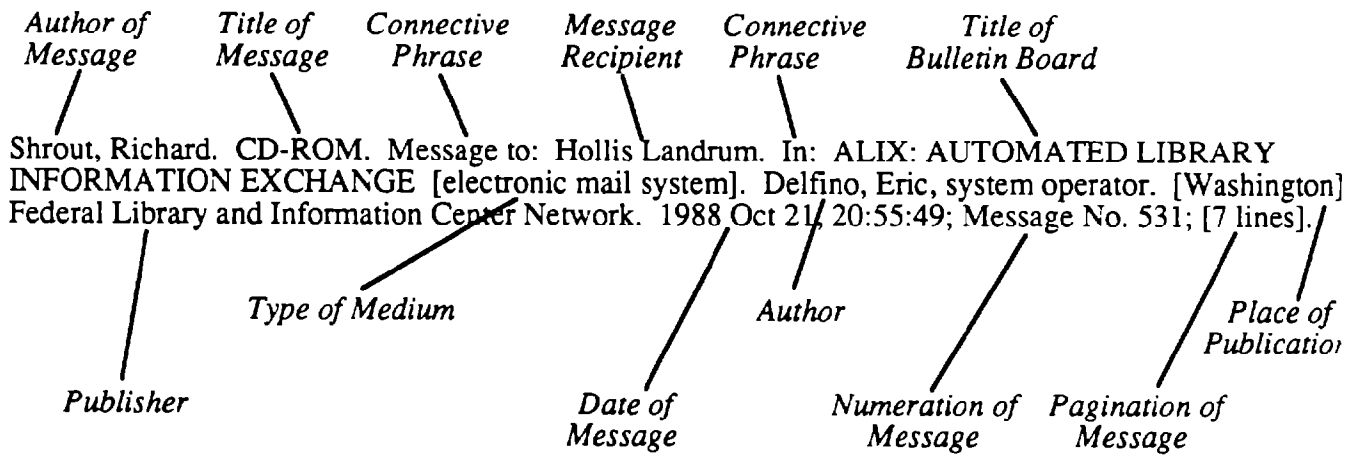 Author of Title of Connective Message Connective Title of
Message Message Phrase Recipient Phrase Bulletin Board
Shrout, Richard. CD-ROM. Message to: Hollis Landrum. In: ALIX: AUTOMATED LIBRARY
INFORMATION EXCHANGE [electronic mail system]. Delfino, Eric, system operator. [Washington]
Federal Library and Information Center Network. 1988 Oct 21, 20:55:49; Message No. 531; [7 lines].
Type of Medium Author Place of
Publication
Publisher Date of Numeration of Pagination of
Message Message Message